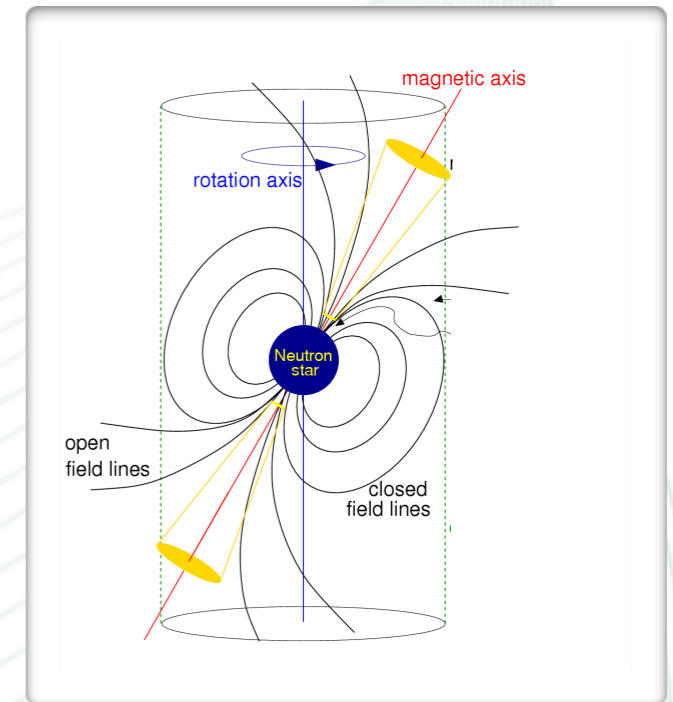 magnetic axis
rotation axis
Neutron
star
open
field lines
closed
field lines